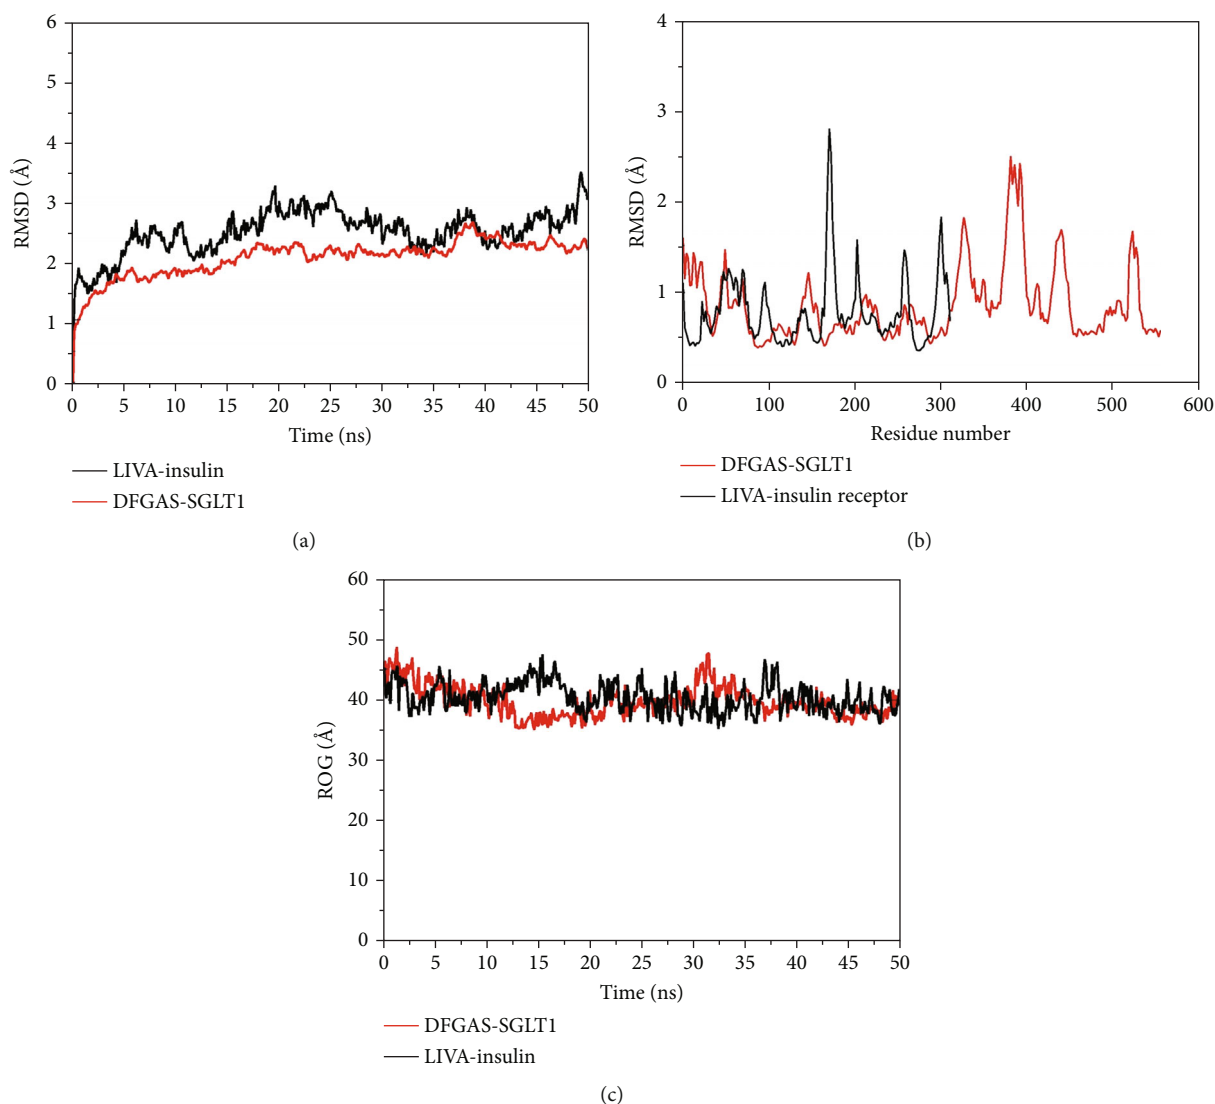 6
5
4
3
2
1
0
RMSD (Å)
0 5 10 15 20 25 30 35 40 45 50
Time (ns)
LIVA-insulin
DFGAS-SGLT1
(a)
4
3
2
1
0
RMSD (Å)
0 100 200 300 400 500 600
Residue number
DFGAS-SGLT1
LIVA-insulin receptor
(b)
60
50
40
30
20
10
0
ROG (Å)
0 5 10 15 20 25 30 35 40 45 50
Time (ns)
DFGAS-SGLT1
LIVA-insulin
(c)